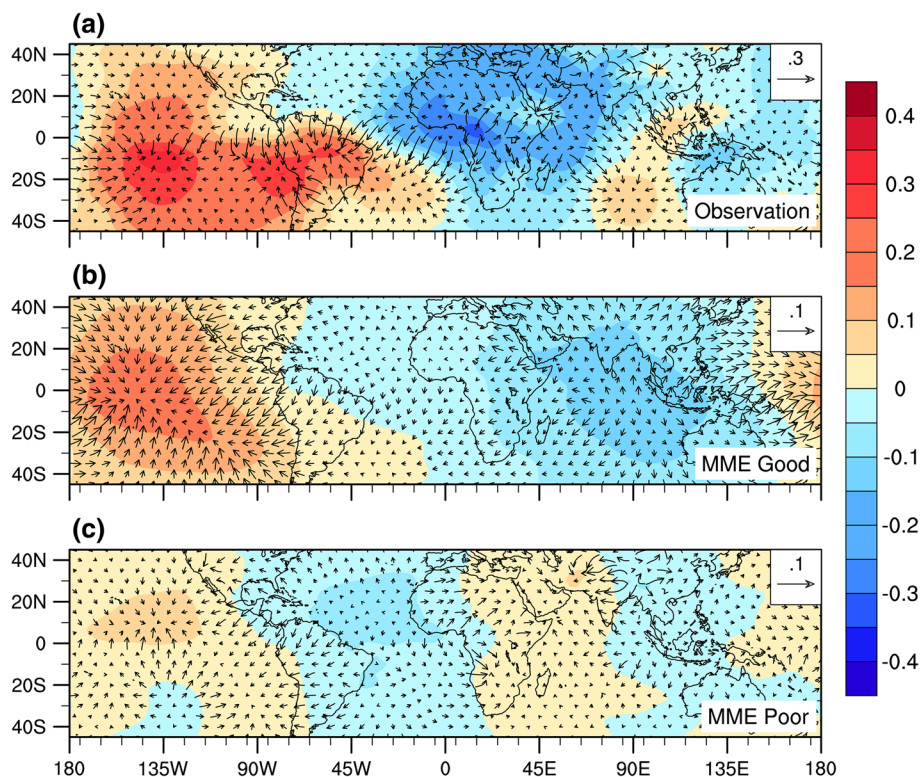 (a)
40N
20N
0
20S
40S
.3
Observation
(b)
40N
20N
0
20S
40S
.1
MME Good
(c)
40N
20N
0
20S
40S
.1
MME Poor
180 135W 90W 45W 0 45E 90E 135E 180
0.4
0.3
0.2
0.1
0
-0.1
-0.2
-0.3
-0.4